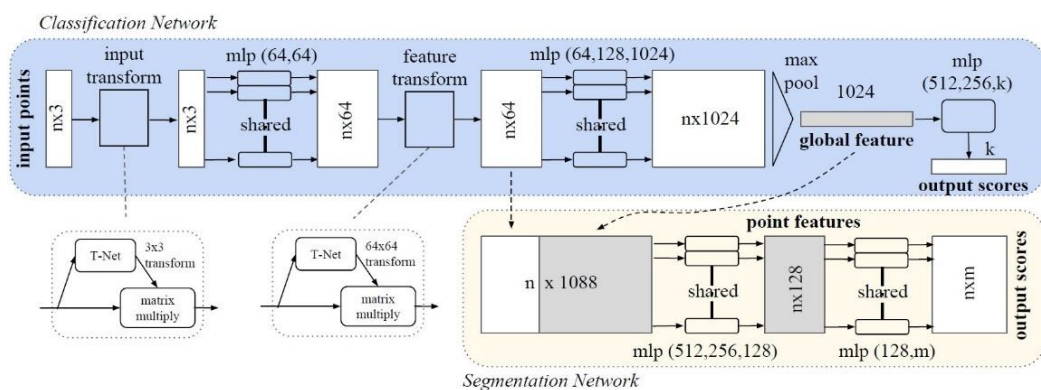 Classification Network
input points
nx3
input
transform
nx3
mlp (64,64)
shared
nx64
feature
transform
nx64
mlp (64,128,1024)
shared
nx1024
max
pool
1024
global feature
mlp
(512,256,k)
k
output scores
T-Net
3x3
transform
matrix
multiply
T-Net
64x64
transform
matrix
multiply
point features
n x 1088
shared
mlp (512,256,128)
nx128
shared
mlp (128,m)
nxm
output scores
Segmentation Network